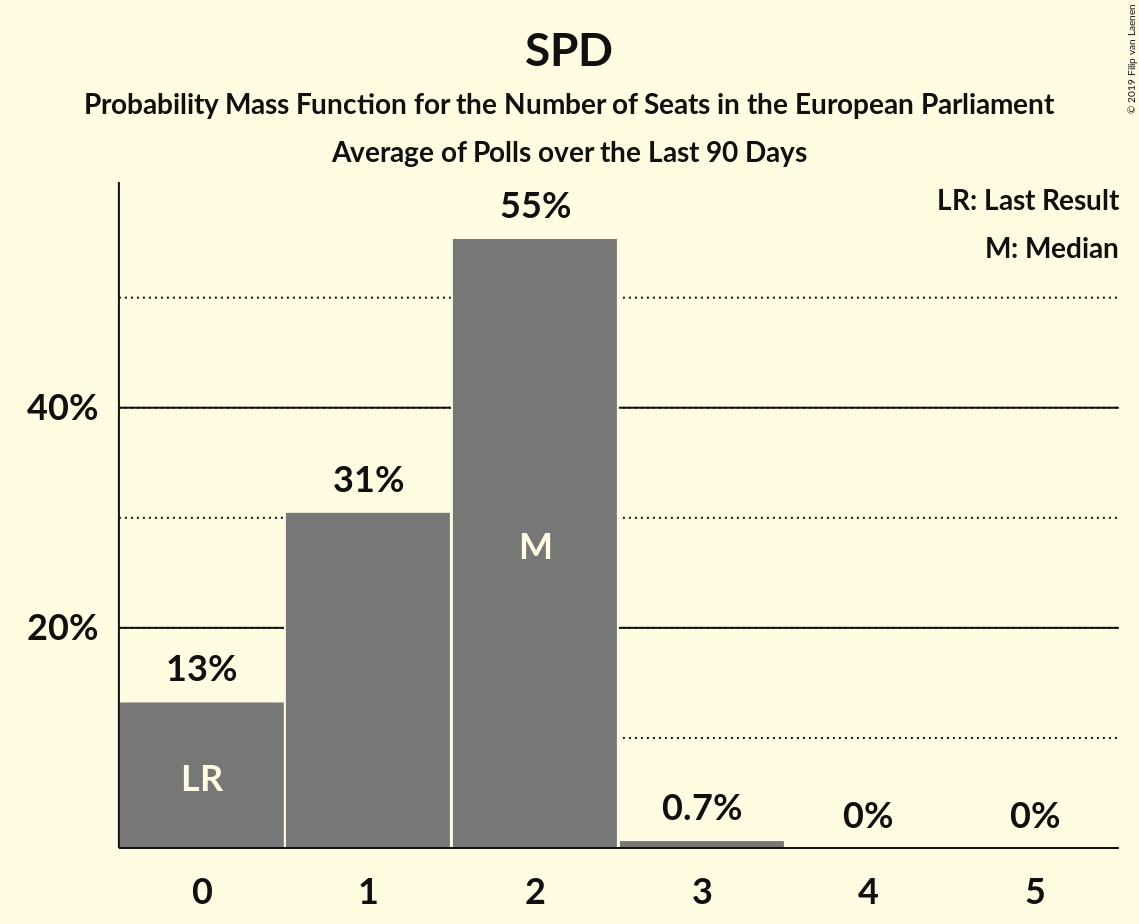 SPD
Probability Mass Function for the Number of Seats in the European Parliament
Average of Polls over the Last 90 Days
© 2019 Filip van Laenen
LR: Last Result
M: Median
55%
40%
31%
M
20%
13%
LR
0.7%
0%
0%
0
1
2
3
4
5